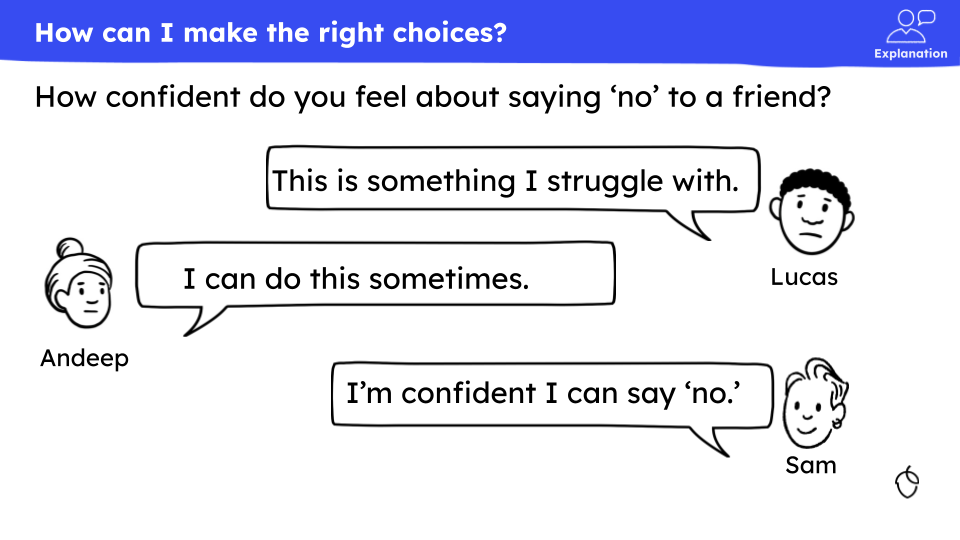 How can I make the right choices?
Explanation
How confident do you feel about saying ‘no’ to a friend?
This is something I struggle with.
Lucas
I can do this sometimes.
Andeep
I’m confident I can say ‘no.’
Sam